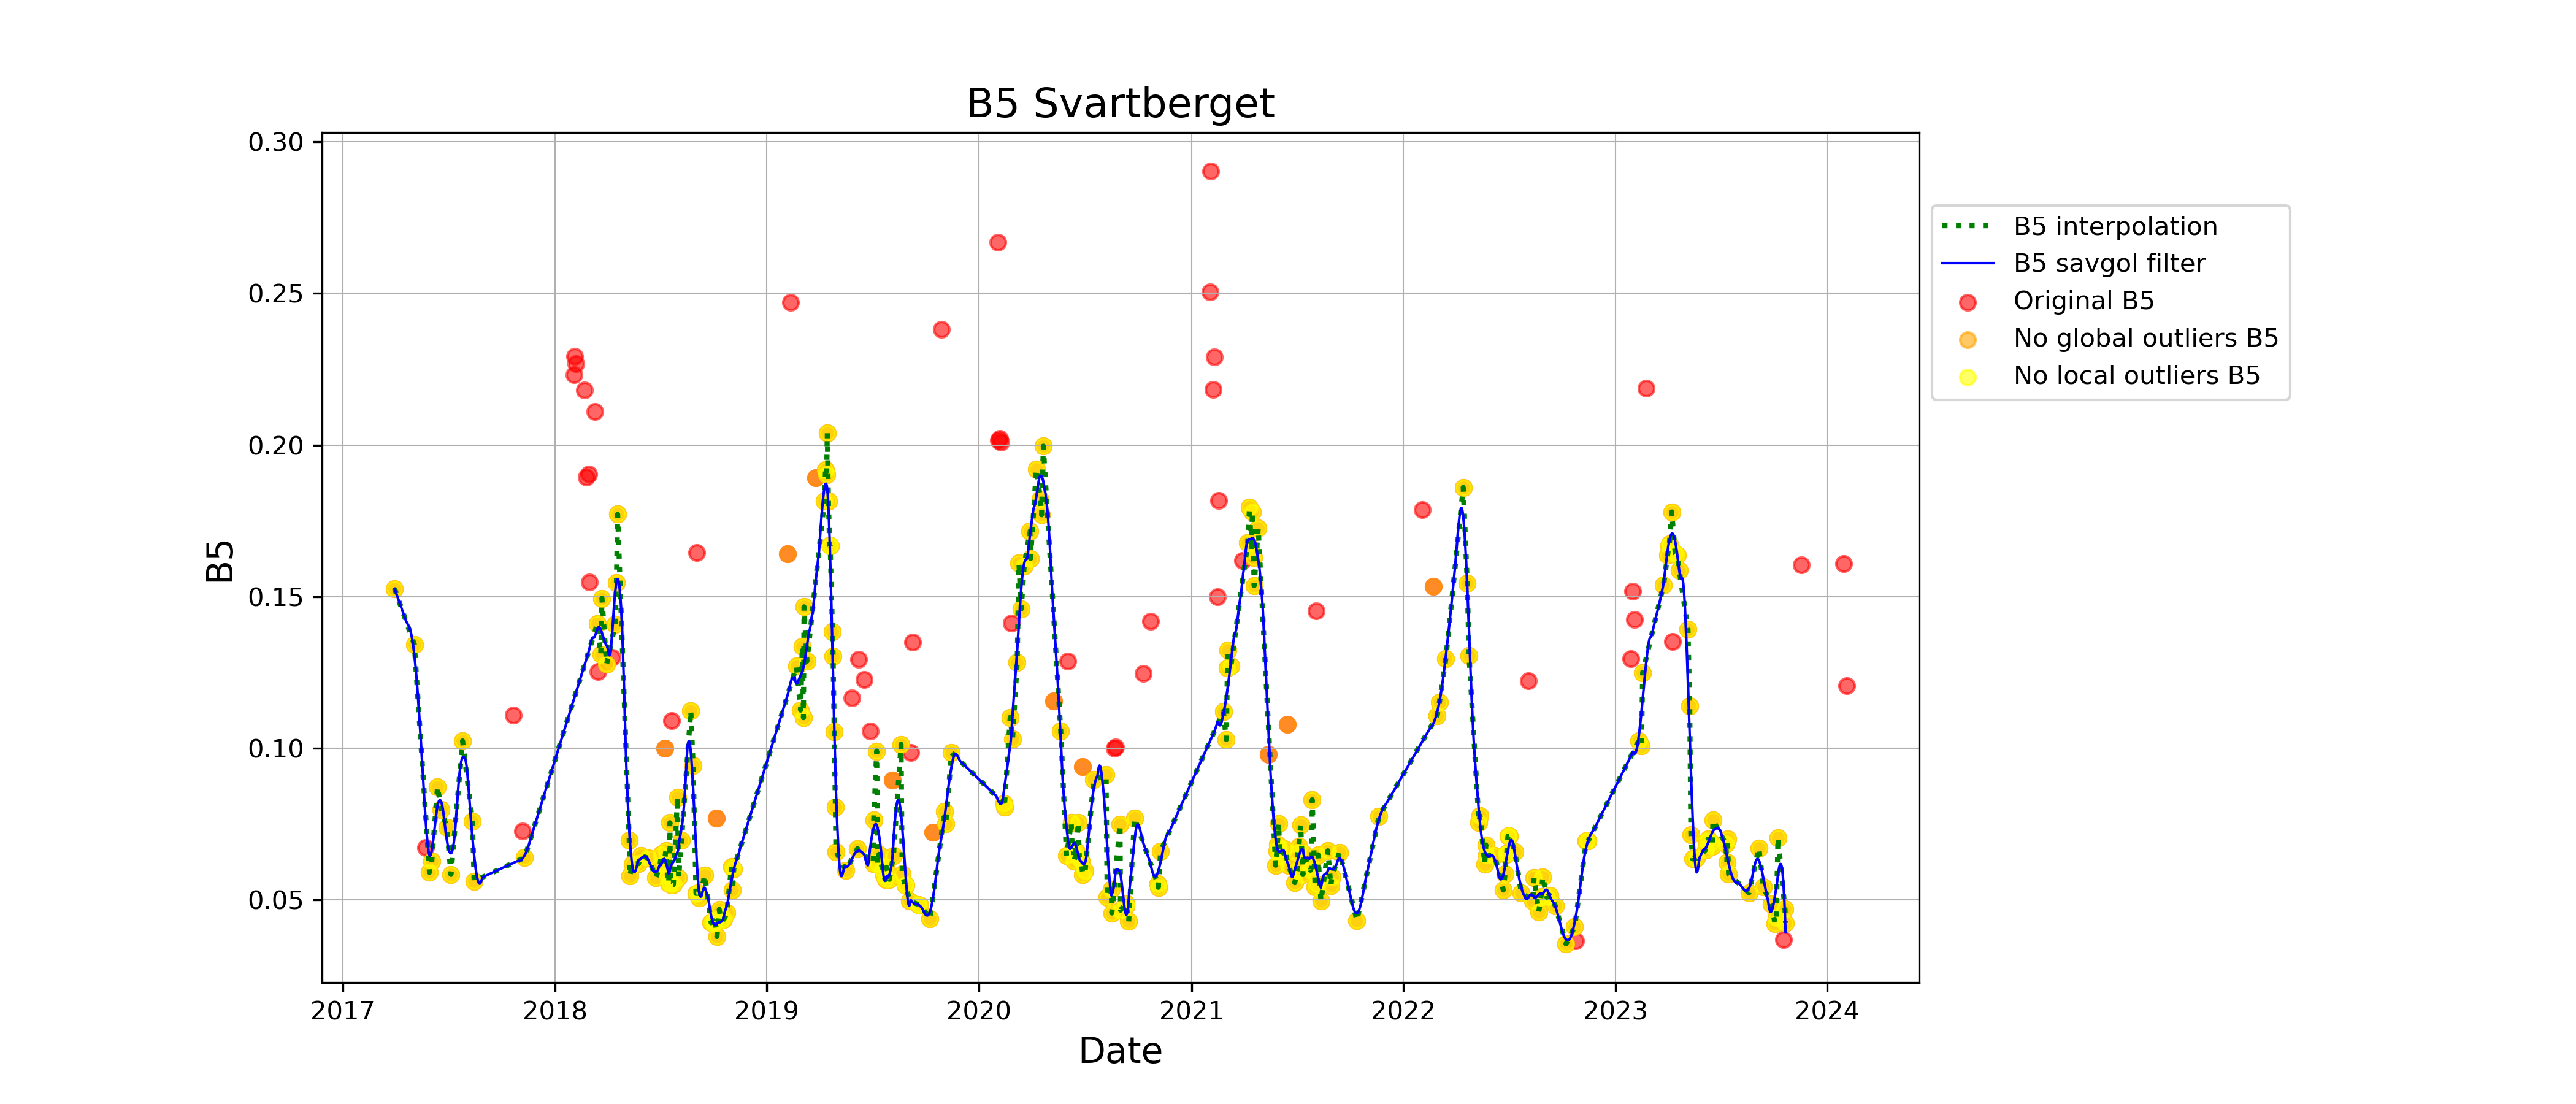 B5 Svartberget
0.30
0.25
0.20
0.15
0.10
0.05
B5
2017 2018 2019 2020 2021 2022 2023 2024
Date
B5 interpolation
B5 savgol filter
Original B5
No global outliers B5
No local outliers B5